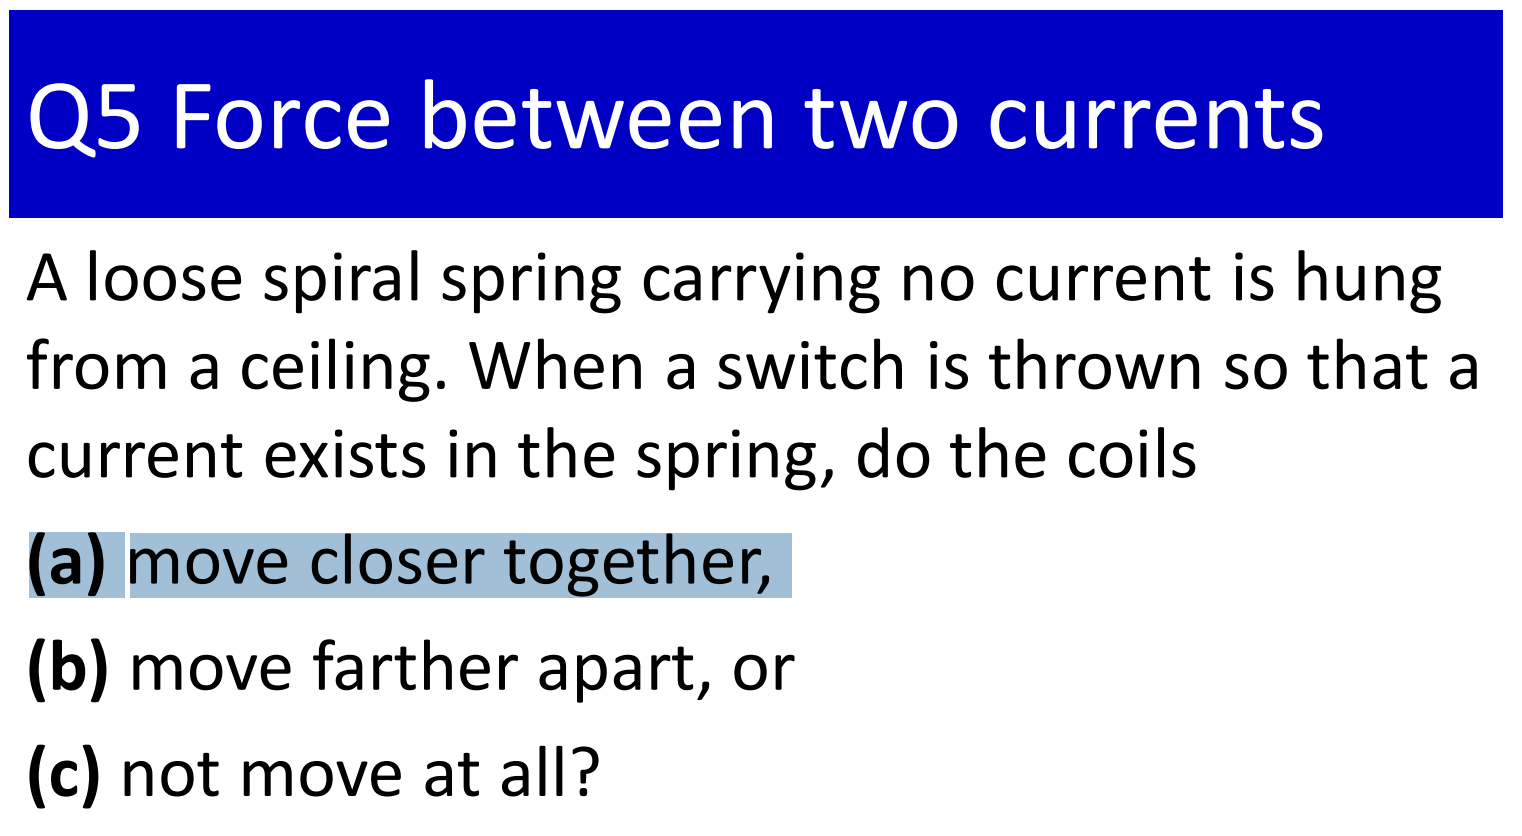 Q5 Force between two currents
A loose spiral spring carrying no current is hung
from a ceiling. When a switch is thrown so that a
current exists in the spring, do the coils
(a) move closer together,
(b) move farther apart, or
(c) not move at all?